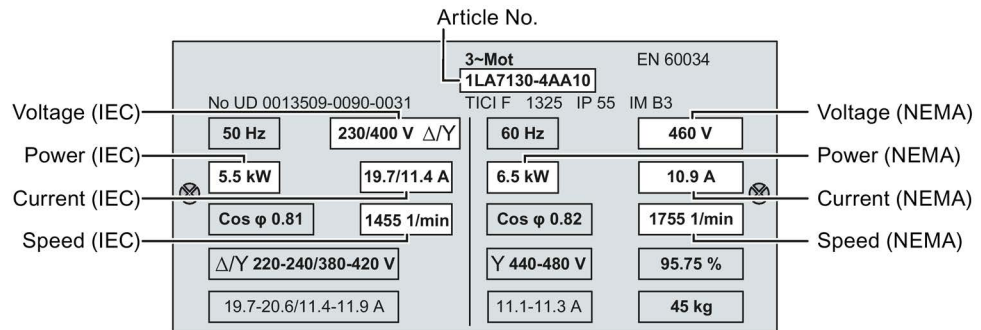 Article No.
3~Mot EN 60034
1LA7130-4AA10
No UD 0013509-0090-0031 TICI F 1325 IP 55 IM B3
Voltage (IEC) 50 Hz 230/400 V Δ/Y 60 Hz 460 V Voltage (NEMA)
Power (IEC) 5.5 kW 19.7/11.4 A 6.5 kW 10.9 A Power (NEMA)
Current (IEC) Current (NEMA)
Cos φ 0.81 1455 1/min Cos φ 0.82 1755 1/min
Speed (IEC) Speed (NEMA)
Δ/Y 220-240/380-420 V Y 440-480 V 95.75 %
19.7-20.6/11.4-11.9 A 11.1-11.3 A 45 kg